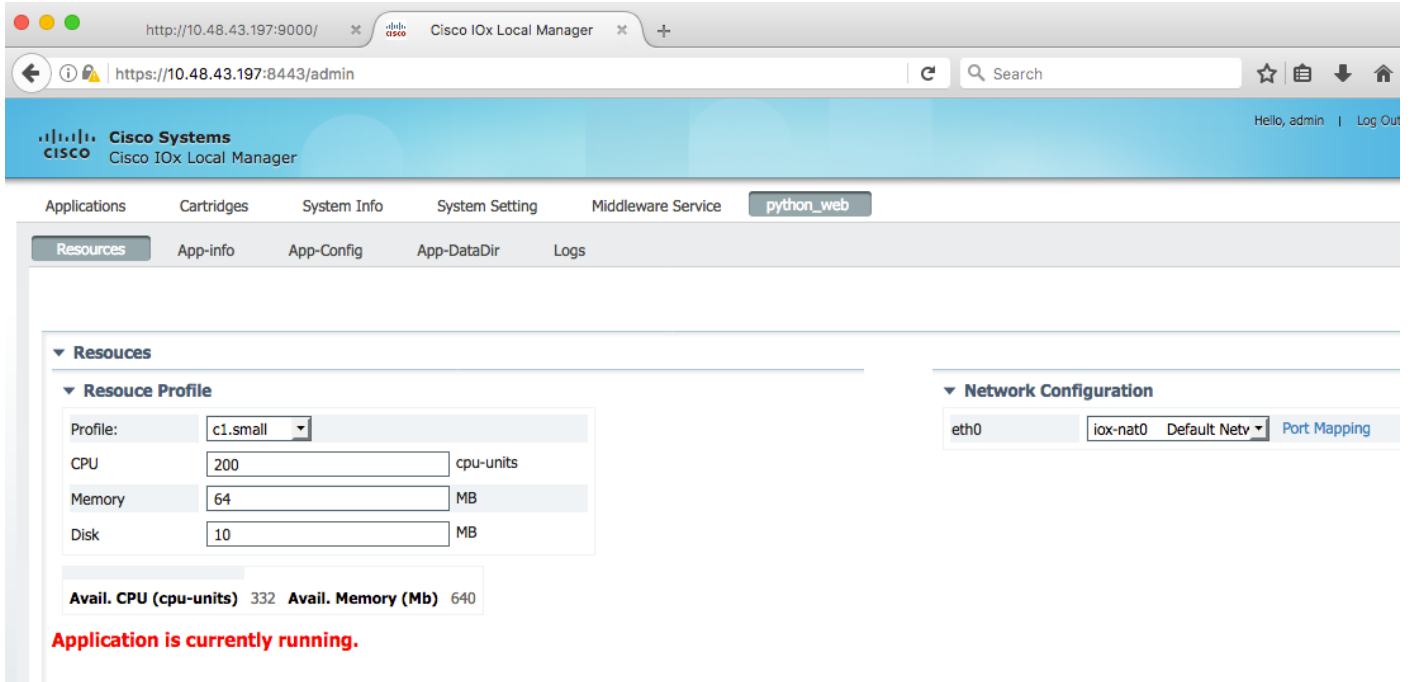 http://10.48.43.197:9000/ Cisco IOx Local Manager
https://10.48.43.197:8443/admin Search
Hello, admin | Log Out
CISCO Cisco Systems
Cisco IOx Local Manager
Applications Cartridges System Info System Setting Middleware Service python_web
Resources App-info App-Config App-DataDir Logs
Resouces
Resouce Profile
Profile: c1.small
CPU 200 cpu-units
Memory 64 MB
Disk 10 MB
Avail. CPU (cpu-units) 332 Avail. Memory (Mb) 640
Application is currently running.
Network Configuration
eth0 iox-nat0 Default Netv Port Mapping